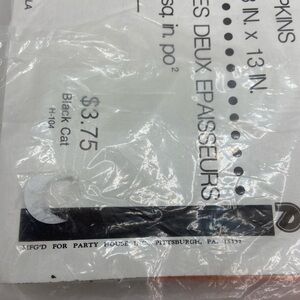 PKINS
3 IN. x 13 IN.
ES DEUX EPAISSEURS
sq. in. po²
$3.75
Black Cat
H-104
MFG'D FOR PARTY HOUSE INC. PITTSBURGH, PA.